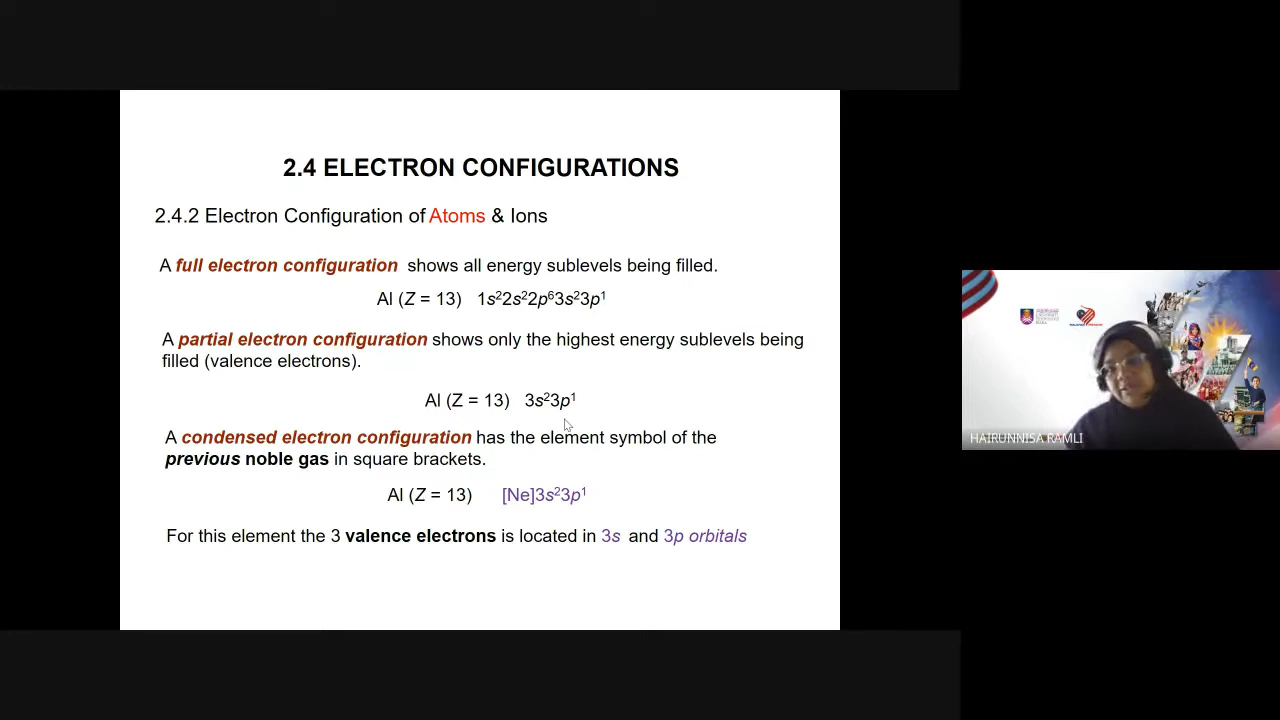 2.4 ELECTRON CONFIGURATIONS
2.4.2 Electron Configuration of Atoms & Ions
A full electron configuration shows all energy sublevels being filled.
Al (Z = 13) 1s²2s²2p⁶3s²3p¹
A partial electron configuration shows only the highest energy sublevels being
filled (valence electrons).
Al (Z = 13) 3s²3p¹
A condensed electron configuration has the element symbol of the
previous noble gas in square brackets.
Al (Z = 13) [Ne]3s²3p¹
For this element the 3 valence electrons is located in 3s and 3p orbitals
HAIRUNNISA RAMLI